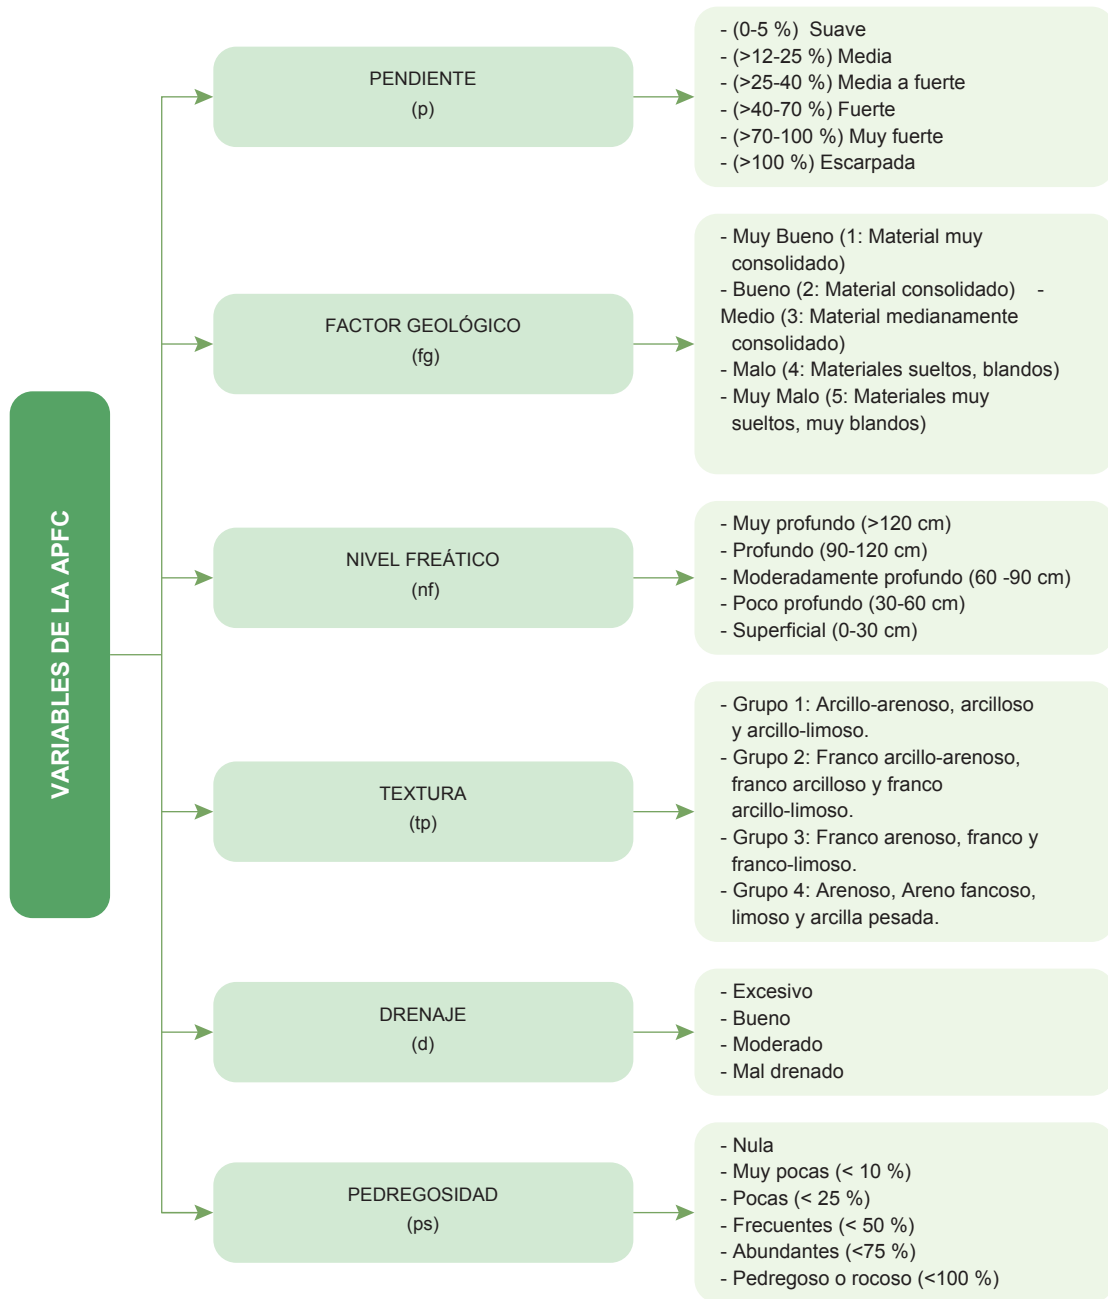 VARIABLES DE LA APFC
PENDIENTE
(p)
- (0-5 %)  Suave
- (>12-25 %) Media
- (>25-40 %) Media a fuerte
- (>40-70 %) Fuerte
- (>70-100 %) Muy fuerte
- (>100 %) Escarpada
FACTOR GEOLÓGICO
(fg)
- Muy Bueno (1: Material muy
consolidado)
- Bueno (2: Material consolidado)    -
Medio (3: Material medianamente
consolidado)
- Malo (4: Materiales sueltos, blandos)
- Muy Malo (5: Materiales muy
sueltos, muy blandos)
NIVEL FREÁTICO
(nf)
- Muy profundo (>120 cm)
- Profundo (90-120 cm)
- Moderadamente profundo (60 -90 cm)
- Poco profundo (30-60 cm)
- Superficial (0-30 cm)
TEXTURA
(tp)
- Grupo 1: Arcillo-arenoso, arcilloso
y arcillo-limoso.
- Grupo 2: Franco arcillo-arenoso,
franco arcilloso y franco
arcillo-limoso.
- Grupo 3: Franco arenoso, franco y
franco-limoso.
- Grupo 4: Arenoso, Areno fancoso,
limoso y arcilla pesada.
DRENAJE
(d)
- Excesivo
- Bueno
- Moderado
- Mal drenado
PEDREGOSIDAD
(ps)
- Nula
- Muy pocas (< 10 %)
- Pocas (< 25 %)
- Frecuentes (< 50 %)
- Abundantes (<75 %)
- Pedregoso o rocoso (<100 %)